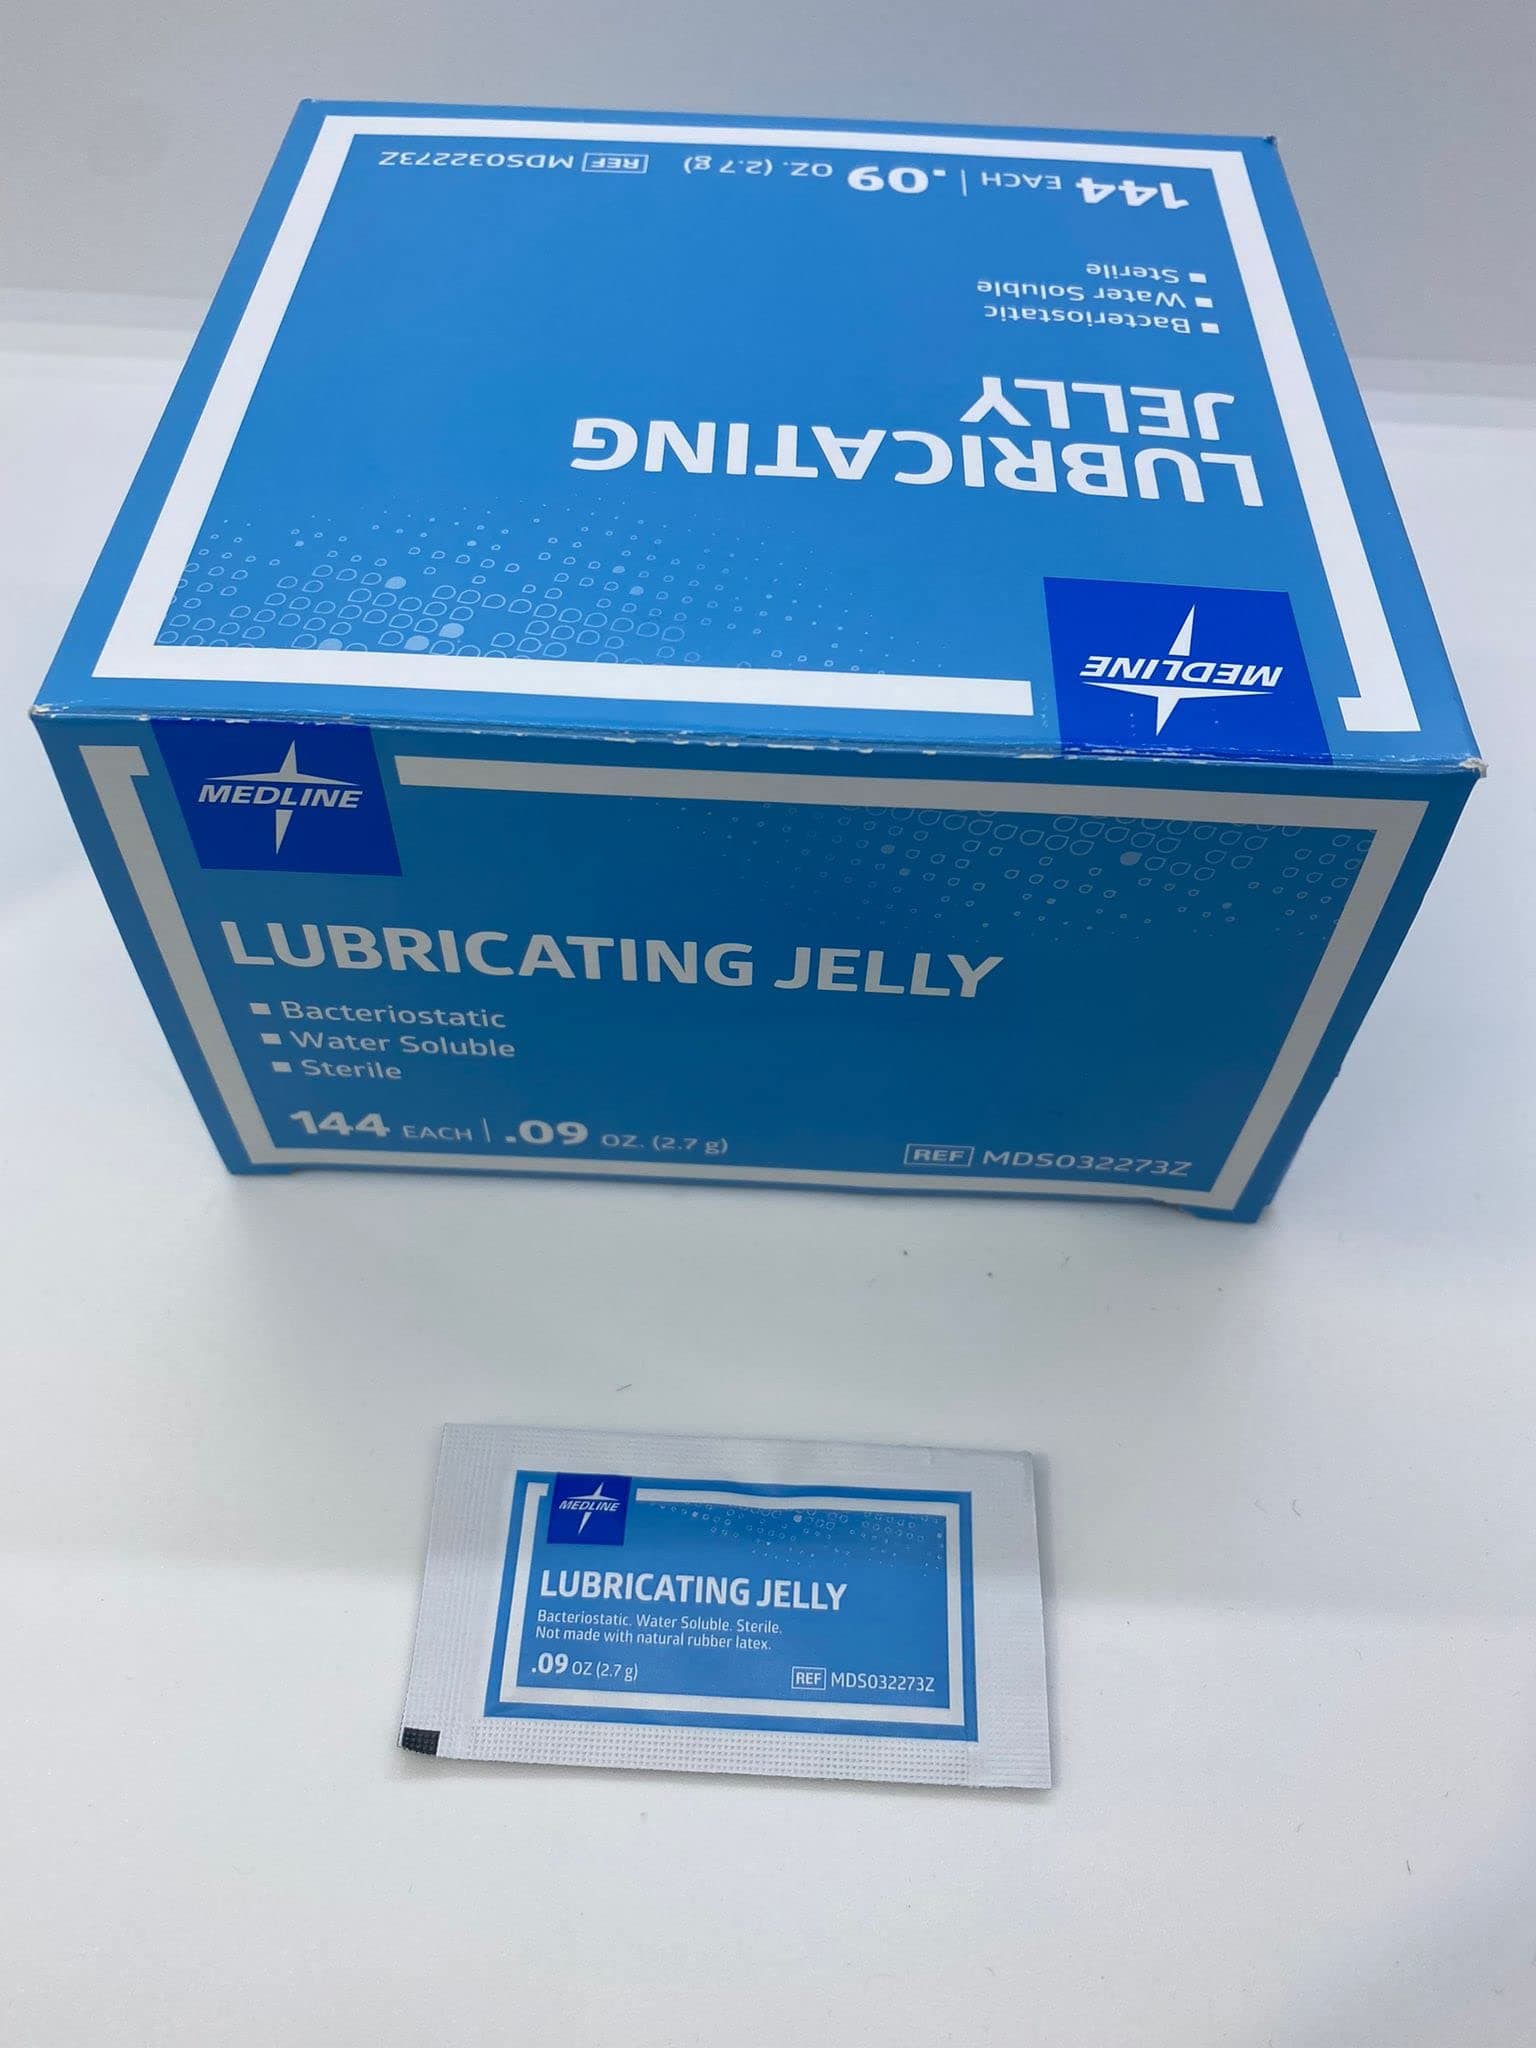 144 EACH | .09 OZ. (2.7 g) REF MDS032273Z
Sterile
Water Soluble
Bacteriostatic
LUBRICATING
JELLY
MEDLINE
MEDLINE
LUBRICATING JELLY
Bacteriostatic
Water Soluble
Sterile
144 EACH | .09 OZ. (2.7 g) REF MDS032273Z
MEDLINE
LUBRICATING JELLY
Bacteriostatic. Water Soluble. Sterile.
Not made with natural rubber latex.
.09 OZ (2.7 g) REF MDS032273Z